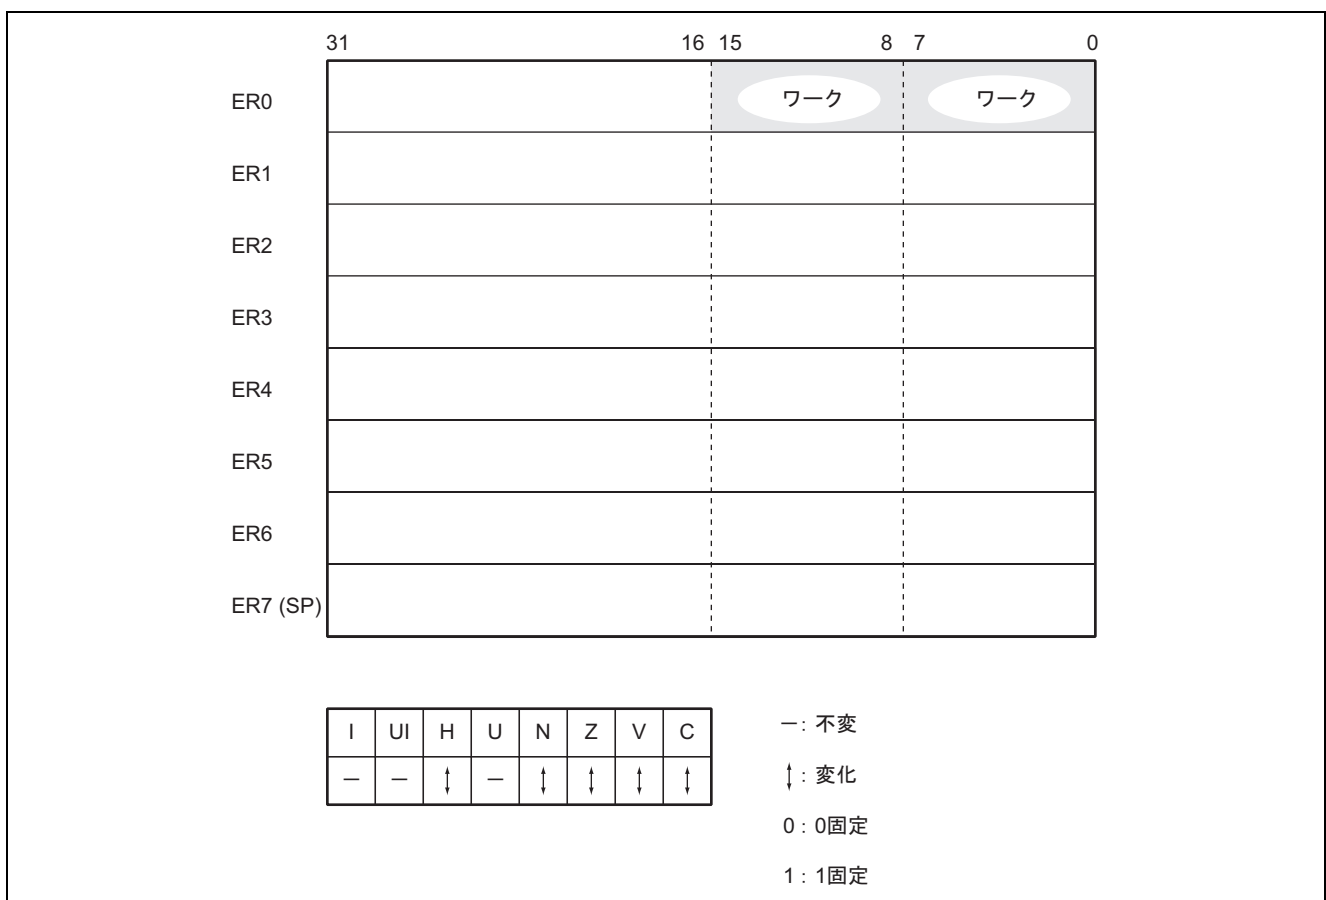 31 16 15 8 7 0
ER0 ワーク ワーク
ER1
ER2
ER3
ER4
ER5
ER6
ER7 (SP)
I UI H U N Z V C
— — ↕ — ↕ ↕ ↕ ↕
—: 不変
↕: 変化
0: 0固定
1: 1固定